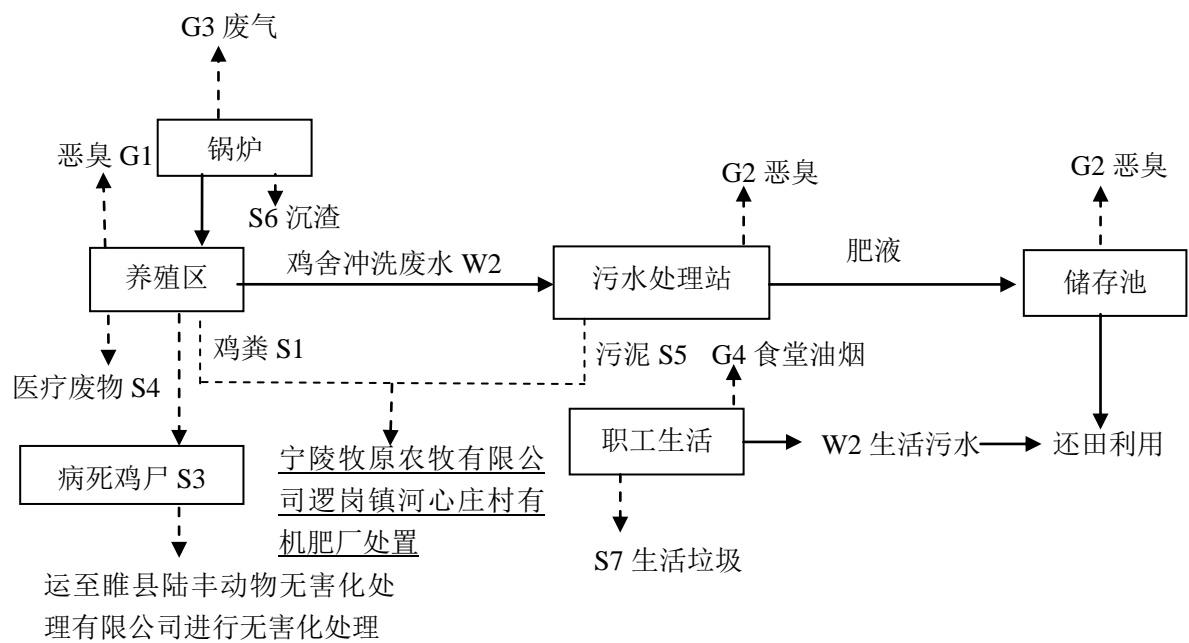 G3 废气
锅炉
恶臭 G1
G2 恶臭
G2 恶臭
S6 沉渣
养殖区
鸡舍冲洗废水 W2
污水处理站
肥液
储存池
鸡粪 S1
污泥 S5
G4 食堂油烟
医疗废物 S4
职工生活
W2 生活污水
还田利用
病死鸡尸 S3
宁陵牧原农牧有限公
司逻岗镇河心庄村有
机肥厂处置
S7 生活垃圾
运至睢县陆丰动物无害化处
理有限公司进行无害化处理